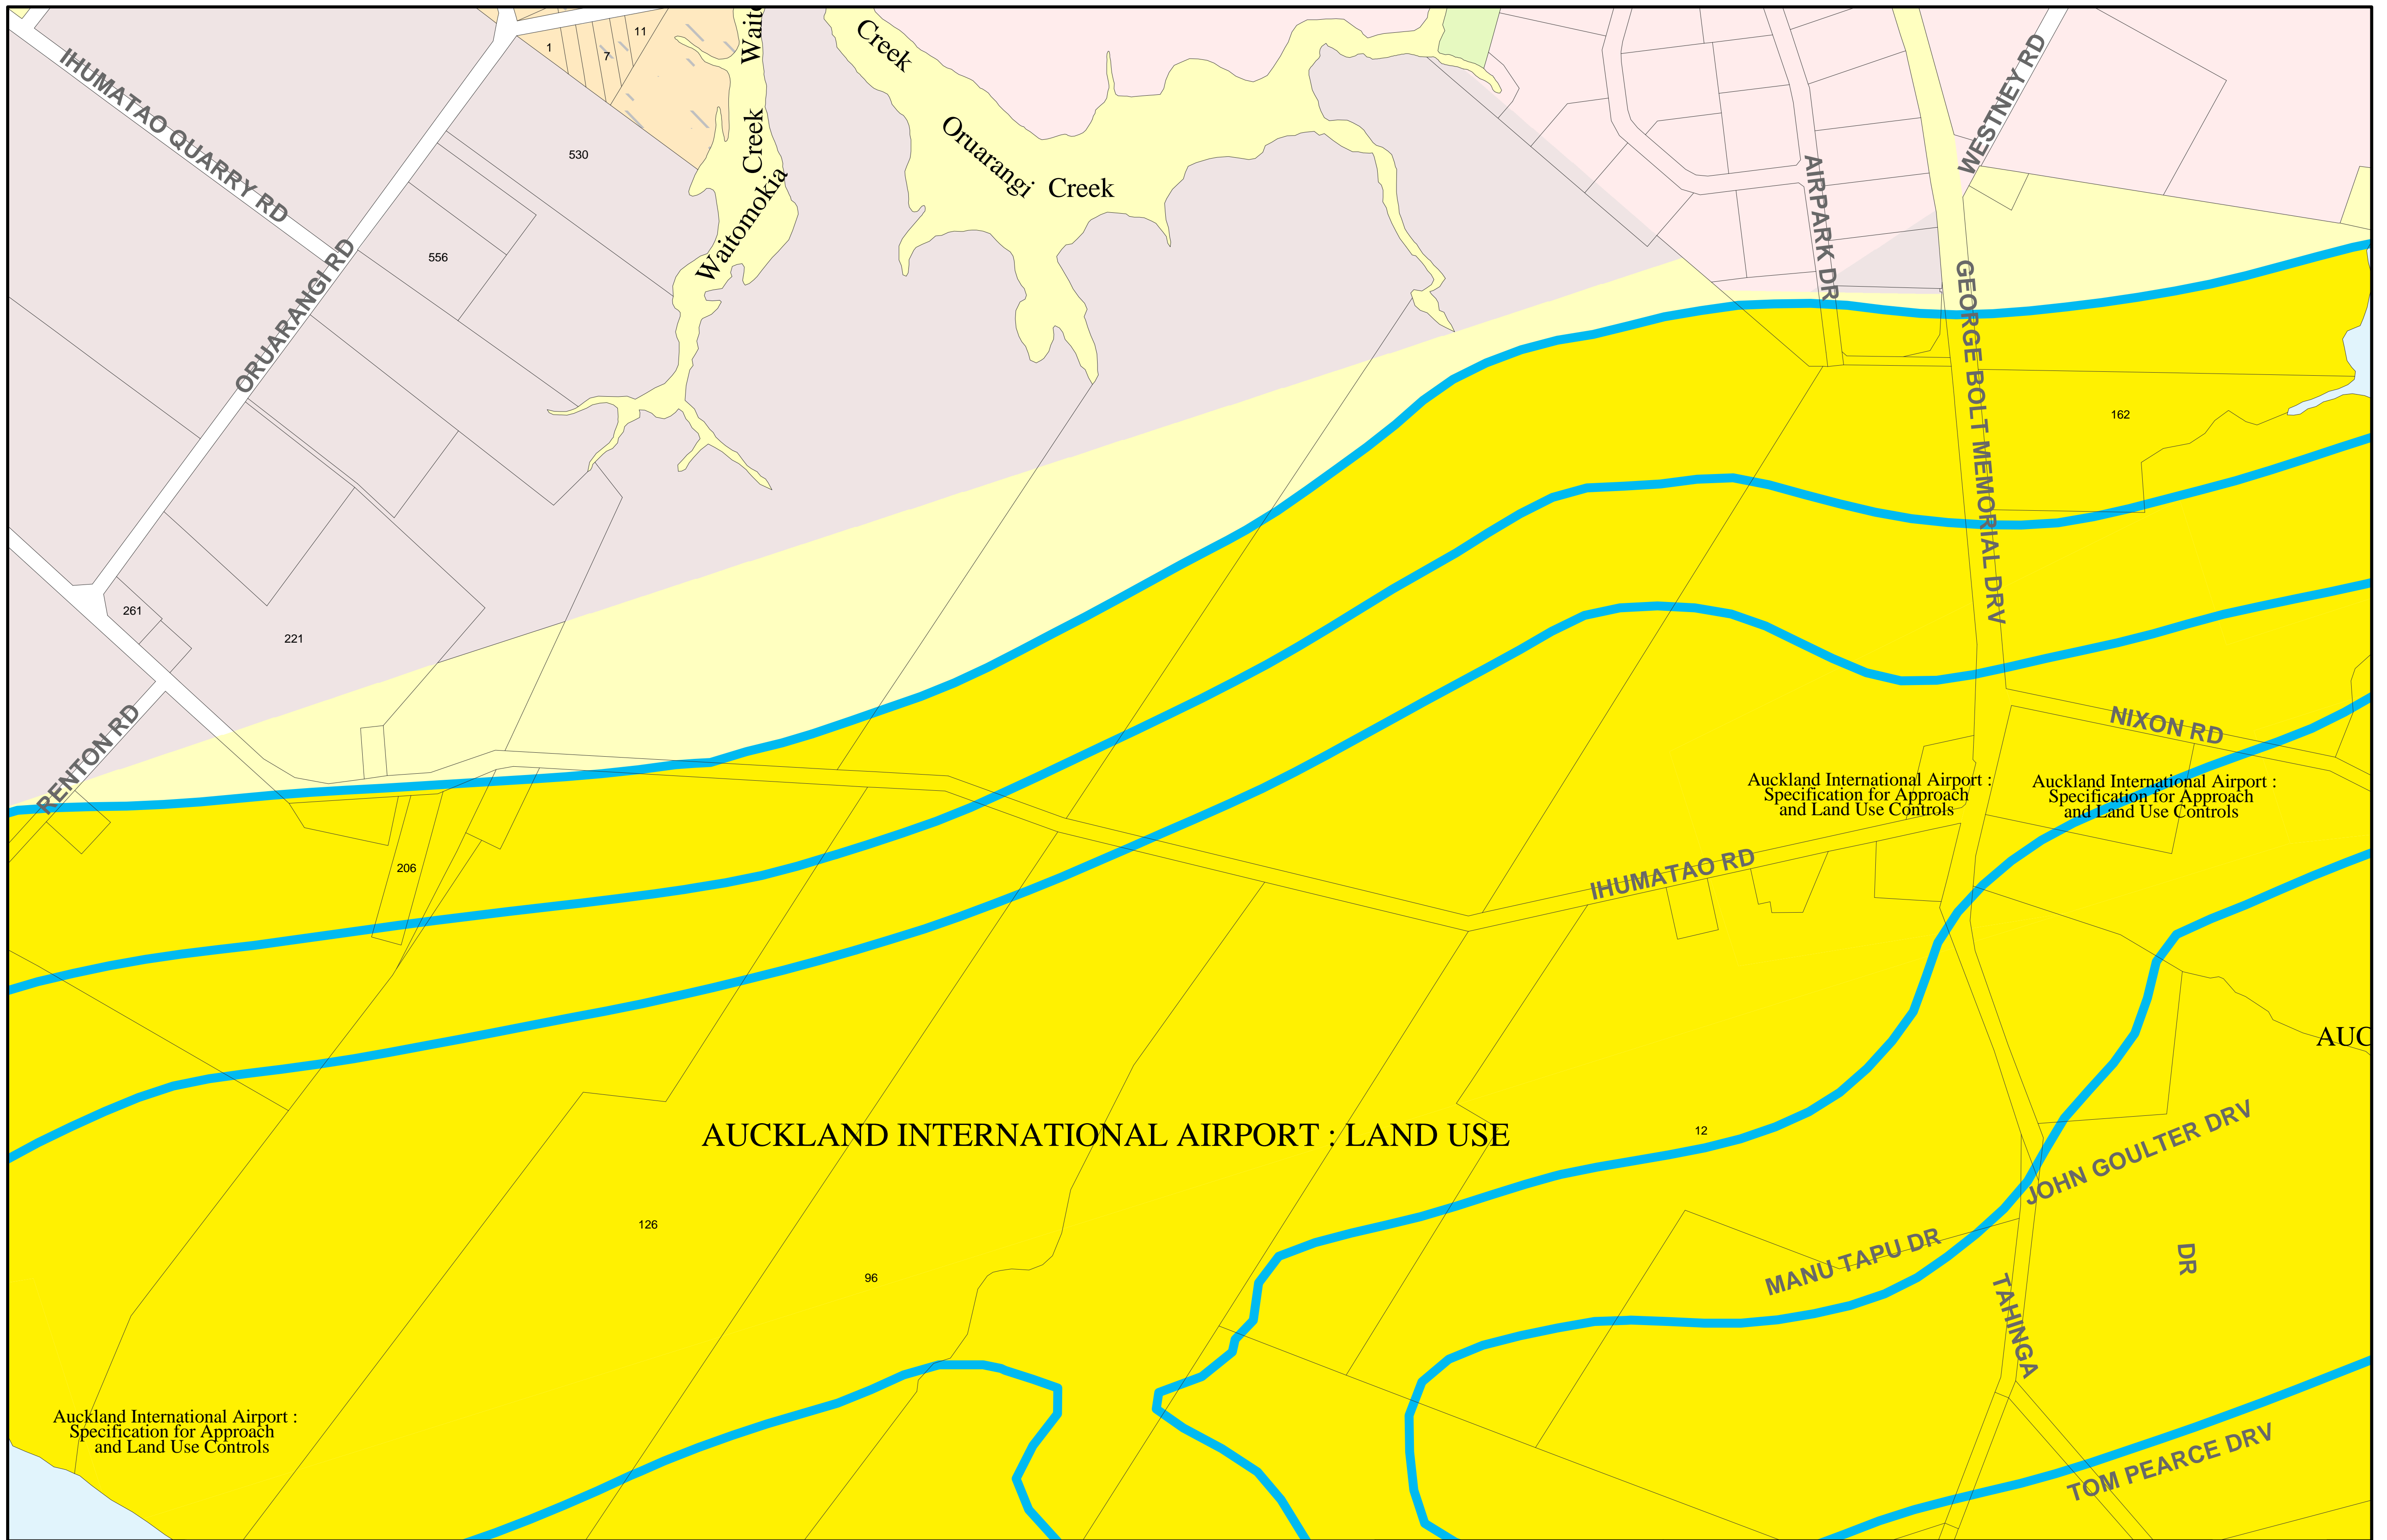 11
1
7
Waito
Creek
IHUMATAO QUARRY RD
WESTNEY RD
530
Creek
Waitomokia
Oruarangi Creek
AIRPARK DR
556
ORUARANGI RD
GEORGE BOLT MEMORIAL DRV
162
261
221
RENTON RD
NIXON RD
Auckland International Airport :
Specification for Approach
and Land Use Controls
Auckland International Airport :
Specification for Approach
and Land Use Controls
206
IHUMATAO RD
AUC
AUCKLAND INTERNATIONAL AIRPORT : LAND USE
12
JOHN GOULTER DRV
126
MANU TAPU DR
DR
96
TAHINGA
Auckland International Airport :
Specification for Approach
and Land Use Controls
TOM PEARCE DRV